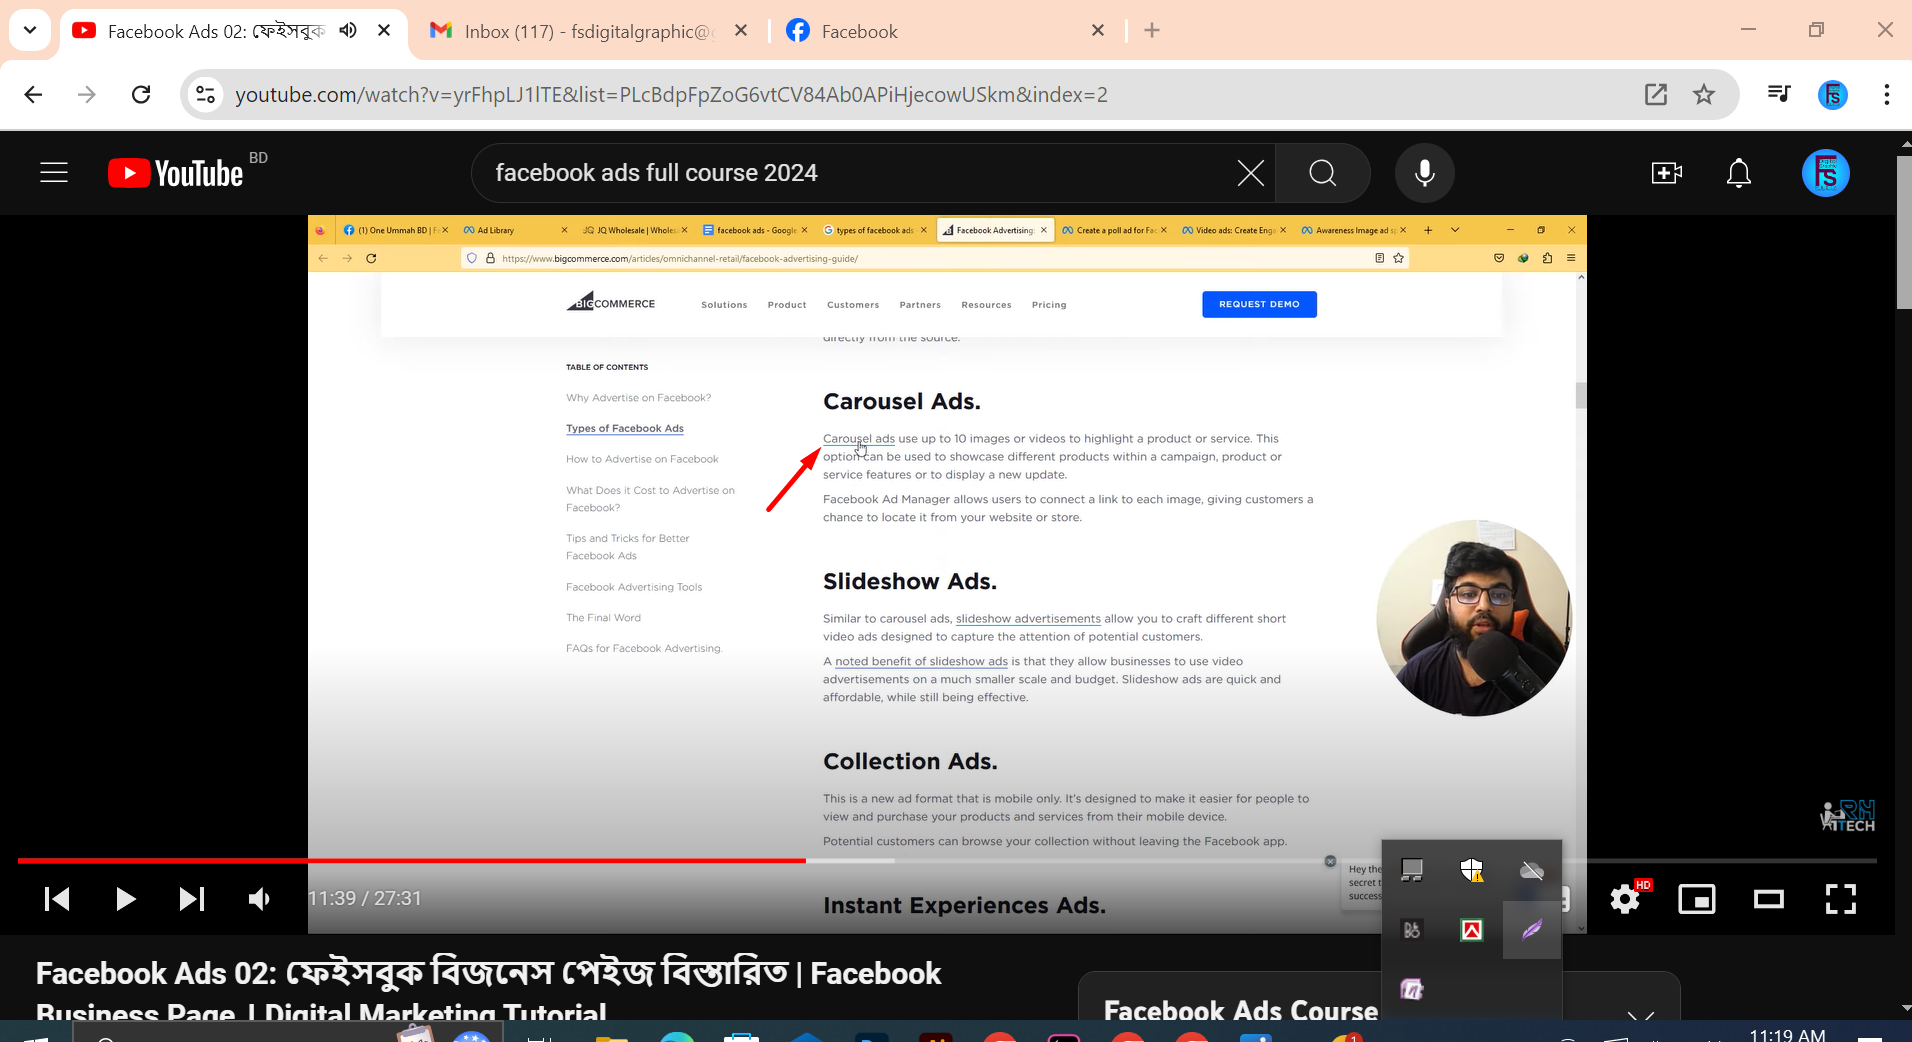 Facebook Ads 02: ফেইসবুক
Inbox (117) - fsdigitalgraphic@
Facebook
youtube.com/watch?v=yrFhpLJ1lTE&list=PLcBdpFpZoG6vtCV84Ab0APiHjecowUSkm&index=2
YouTube BD
facebook ads full course 2024
(1) One Ummah BD |
Ad Library
JQ JQ Wholesale | Wholes
facebook ads - Google
types of facebook ads
Facebook Advertising
Create a poll ad for Fac
Video ads: Create Eng
Awareness Image ad sp
https://www.bigcommerce.com/articles/omnichannel-retail/facebook-advertising-guide/
BIGCOMMERCE
Solutions
Product
Customers
Partners
Resources
Pricing
REQUEST DEMO
directly from the source.
TABLE OF CONTENTS
Why Advertise on Facebook?
Types of Facebook Ads
How to Advertise on Facebook
What Does it Cost to Advertise on
Facebook?
Tips and Tricks for Better
Facebook Ads
Facebook Advertising Tools
The Final Word
FAQs for Facebook Advertising.
Carousel Ads.
Carousel ads use up to 10 images or videos to highlight a product or service. This
option can be used to showcase different products within a campaign, product or
service features or to display a new update.
Facebook Ad Manager allows users to connect a link to each image, giving customers a
chance to locate it from your website or store.
Slideshow Ads.
Similar to carousel ads, slideshow advertisements allow you to craft different short
video ads designed to capture the attention of potential customers.
A noted benefit of slideshow ads is that they allow businesses to use video
advertisements on a much smaller scale and budget. Slideshow ads are quick and
affordable, while still being effective.
Collection Ads.
This is a new ad format that is mobile only. It's designed to make it easier for people to
view and purchase your products and services from their mobile device.
Potential customers can browse your collection without leaving the Facebook app.
Instant Experiences Ads.
Hey the
secret t
success
RH
ITECH
11:39 / 27:31
HD
Facebook Ads 02: ফেইসবুক বিজনেস পেইজ বিস্তারিত | Facebook
Business Page | Digital Marketing Tutorial
Facebook Ads Course
11:19 AM